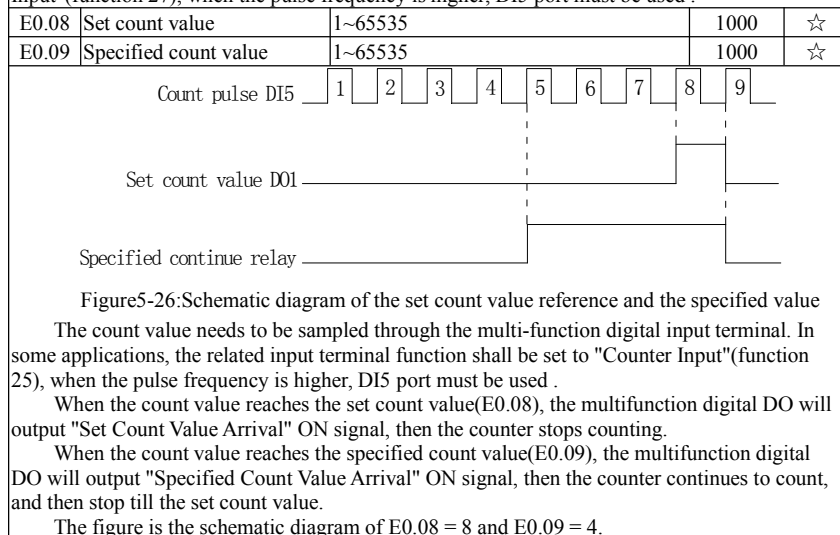 Input"(function 27), when the pulse frequency is higher, DI5 port must be used .
E0.08 Set count value 1~65535 1000 ☆
E0.09 Specified count value 1~65535 1000 ☆
Count pulse DI5 1 2 3 4 5 6 7 8 9
Set count value DO1
Specified continue relay
Figure5-26:Schematic diagram of the set count value reference and the specified value
The count value needs to be sampled through the multi-function digital input terminal. In
some applications, the related input terminal function shall be set to "Counter Input"(function
25), when the pulse frequency is higher, DI5 port must be used .
When the count value reaches the set count value(E0.08), the multifunction digital DO will
output "Set Count Value Arrival" ON signal, then the counter stops counting.
When the count value reaches the specified count value(E0.09), the multifunction digital
DO will output "Specified Count Value Arrival" ON signal, then the counter continues to count,
and then stop till the set count value.
The figure is the schematic diagram of E0.08 = 8 and E0.09 = 4.